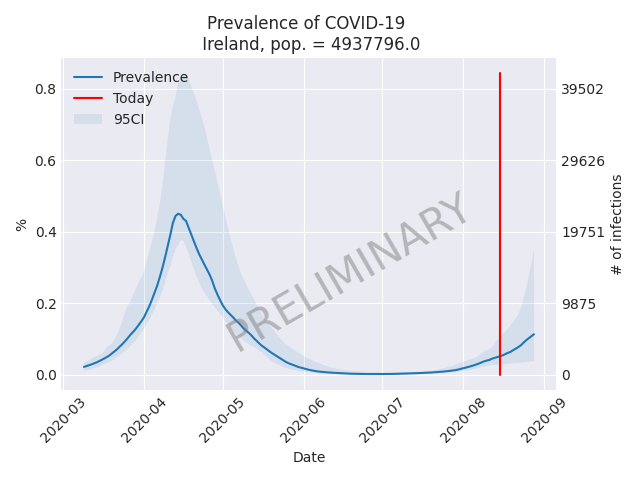 Prevalence of COVID-19
Ireland, pop. = 4937796.0
Prevalence
Today
95CI
0.8
0.6
0.4
0.2
0.0
%
39502
29626
19751
9875
0
# of infections
PRELIMINARY
2020-03
2020-04
2020-05
2020-06
2020-07
2020-08
2020-09
Date